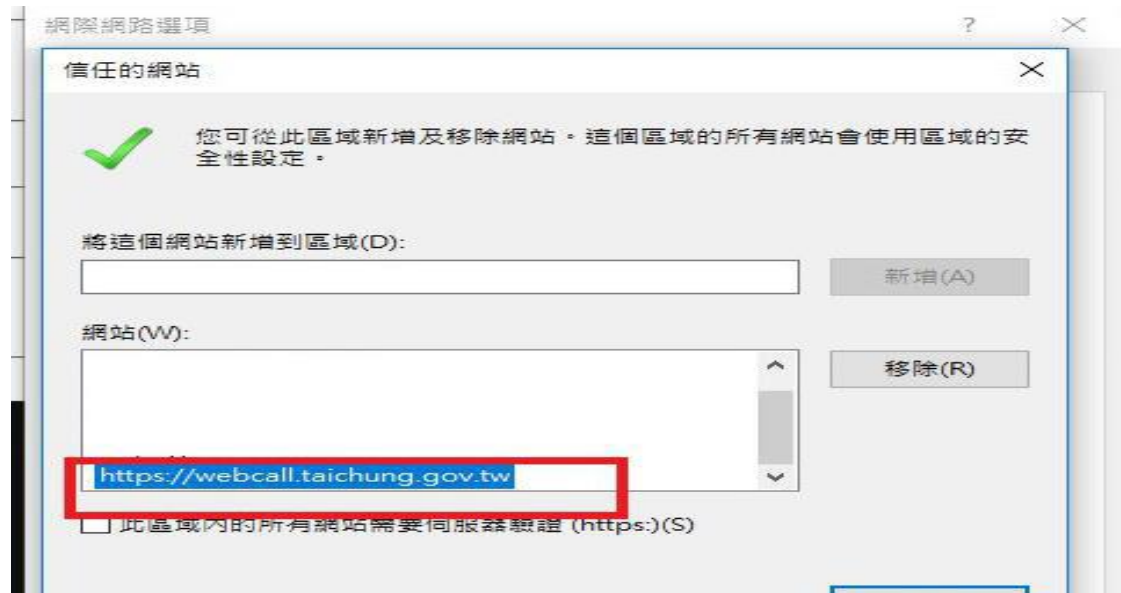 網際網路選項
信任的網站
您可從此區域新增及移除網站。這個區域的所有網站會使用區域的安
全性設定。
將這個網站新增到區域(D):
新增(A)
網站(W):
移除(R)
https://webcall.taichung.gov.tw
此區域內的所有網站需要伺服器驗證 (https:)(S)